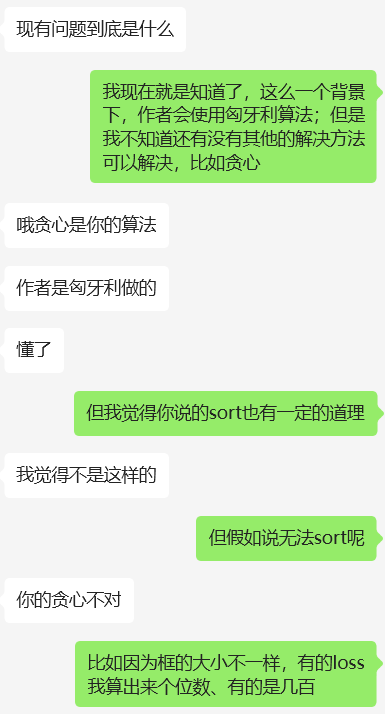 现有问题到底是什么
我现在就是知道了，这么一个背景
下，作者会使用匈牙利算法；但是
我不知道还有没有其他的解决方法
可以解决，比如贪心
哦贪心是你的算法
作者是匈牙利做的
懂了
但我觉得你说的sort也有一定的道理
我觉得不是这样的
但假如说无法sort呢
你的贪心不对
比如因为框的大小不一样，有的loss
我算出来个位数、有的是几百